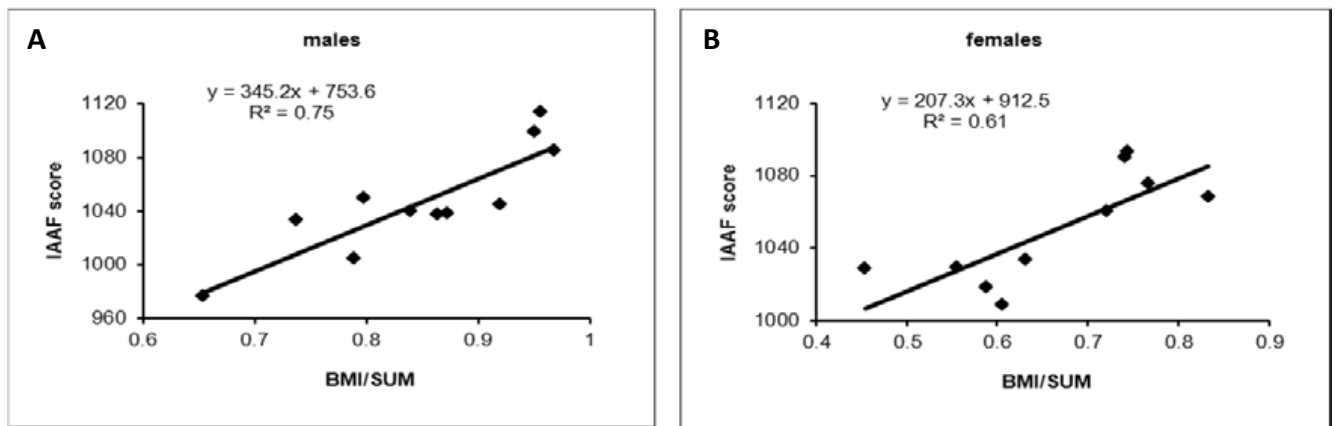 A
males
y = 345.2x + 753.6
R² = 0.75
1120
1080
1040
1000
960
IAAF score
0.6 0.7 0.8 0.9 1
BMI/SUM
B
females
y = 207.3x + 912.5
R² = 0.61
1120
1080
1040
1000
IAAF score
0.4 0.5 0.6 0.7 0.8 0.9
BMI/SUM